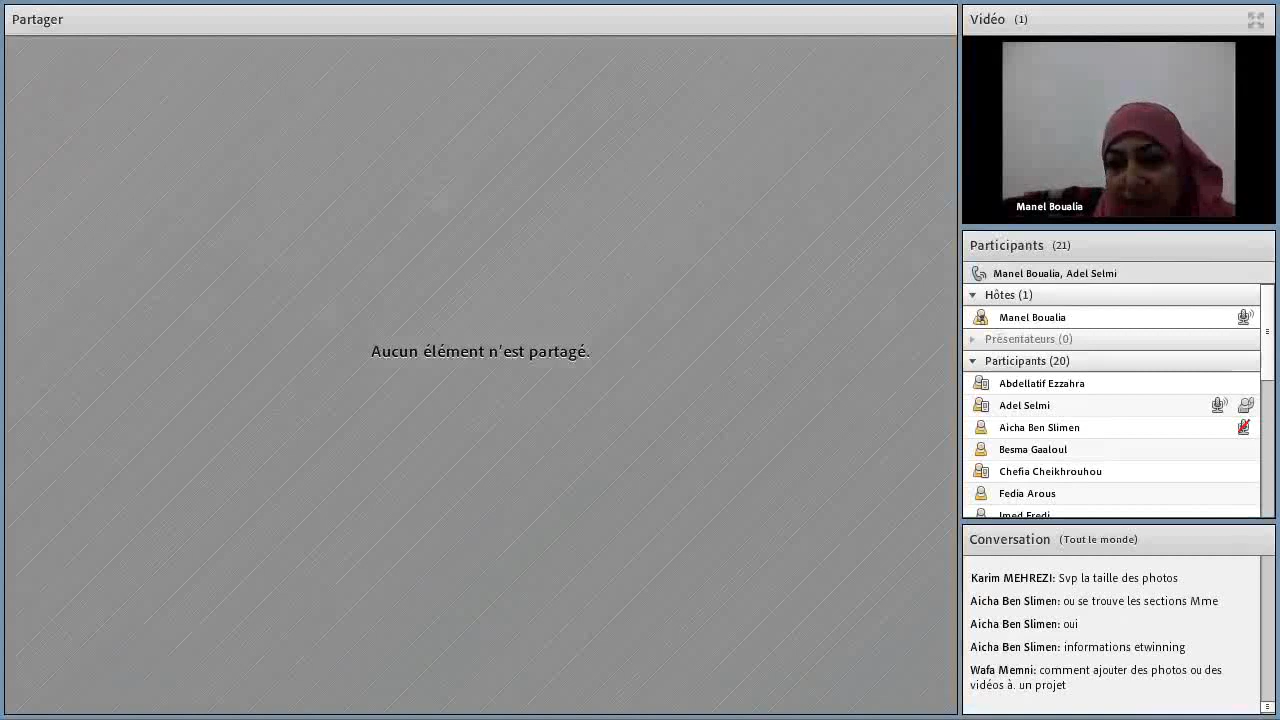 Partager
Aucun élément n'est partagé.
Vidéo (1)
Manel Boualia
Participants (21)
Manel Boualia, Adel Selmi
Hôtes (1)
Manel Boualia
Présentateurs (0)
Participants (20)
Abdellatif Ezzahra
Adel Selmi
Aicha Ben Slimen
Besma Gaaloul
Chefia Cheikhrouhou
Fedia Arous
Imed Fredj
Conversation (Tout le monde)
Karim MEHREZI: Svp la taille des photos
Aicha Ben Slimen: ou se trouve les sections Mme
Aicha Ben Slimen: oui
Aicha Ben Slimen: informations etwinning
Wafa Memni: comment ajouter des photos ou des
vidéos à. un projet